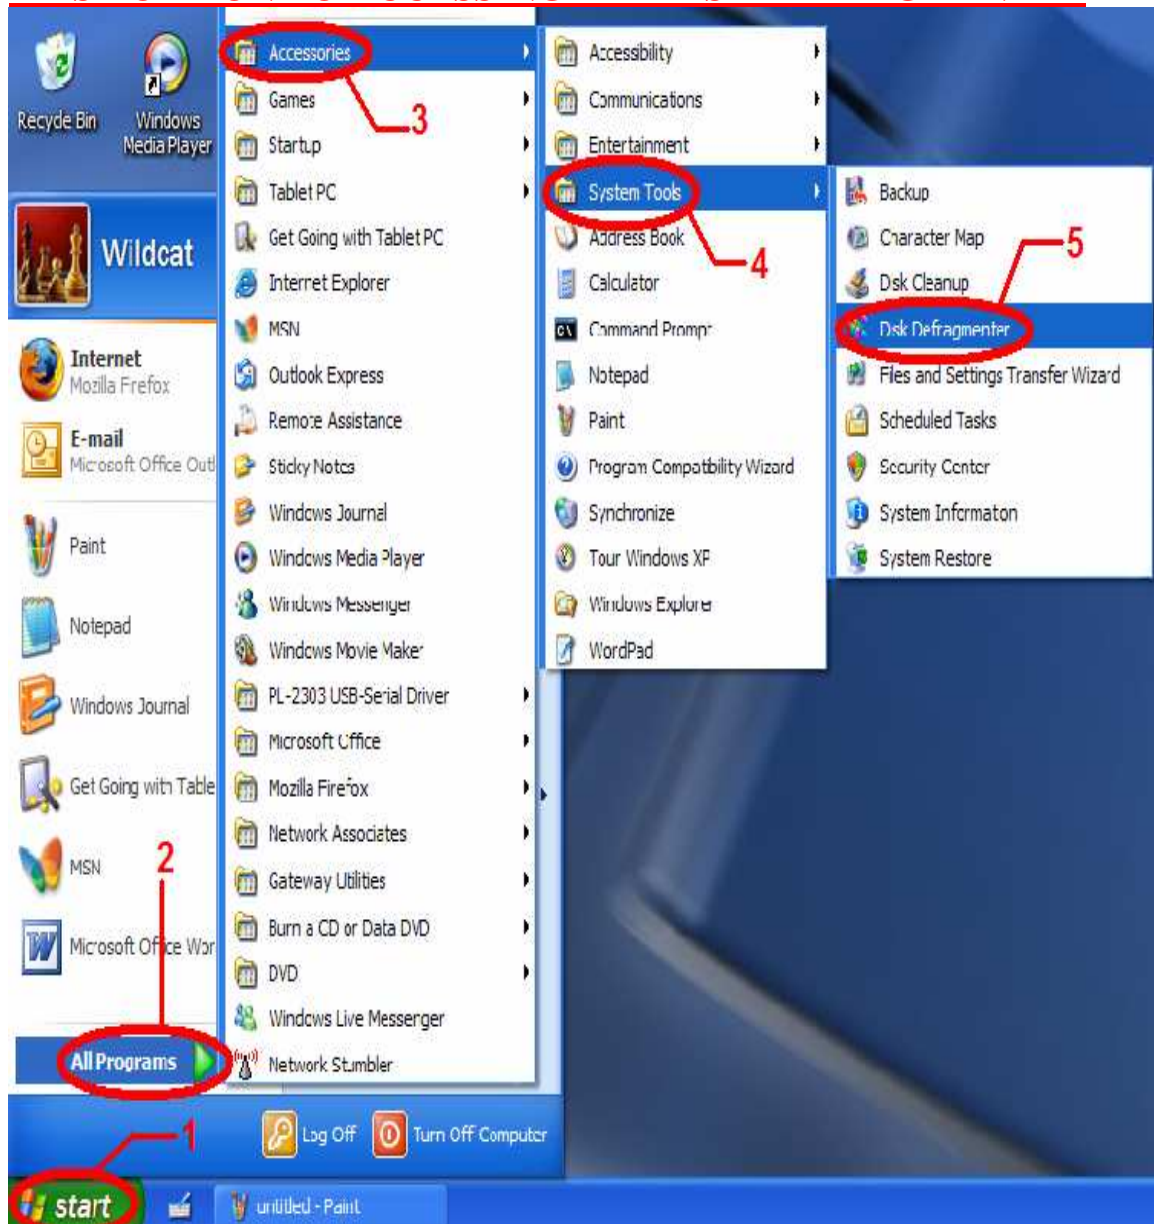 Recycle Bin
Windows
Media Player
Wildcat
Internet
Mozilla Firefox
E-mail
Microsoft Office Outl
Paint
Notepad
Windows Journal
Get Going with Table
MSN
2
Microsoft Office Wor
All Programs
Accessories
3
Games
Startup
Tablet PC
Get Going with Tablet PC
Internet Explorer
MSN
Outlook Express
Remote Assistance
Sticky Notes
Windows Journal
Windows Media Player
Windows Messenger
Windows Movie Maker
PL-2303 USB-Serial Driver
Microsoft Office
Mozilla Firefox
Network Associates
Gateway Utilities
Burn a CD or Data DVD
DVD
Windows Live Messenger
Network Stumbler
Accessibility
Communications
Entertainment
System Tools
4
Address Book
Calculator
Command Prompt
Notepad
Paint
Program Compatibility Wizard
Synchronize
Tour Windows XP
Windows Explorer
WordPad
Backup
Character Map
5
Disk Cleanup
Disk Defragmenter
Files and Settings Transfer Wizard
Scheduled Tasks
Security Center
System Information
System Restore
1
Log Off
Turn Off Computer
start
untitled - Paint